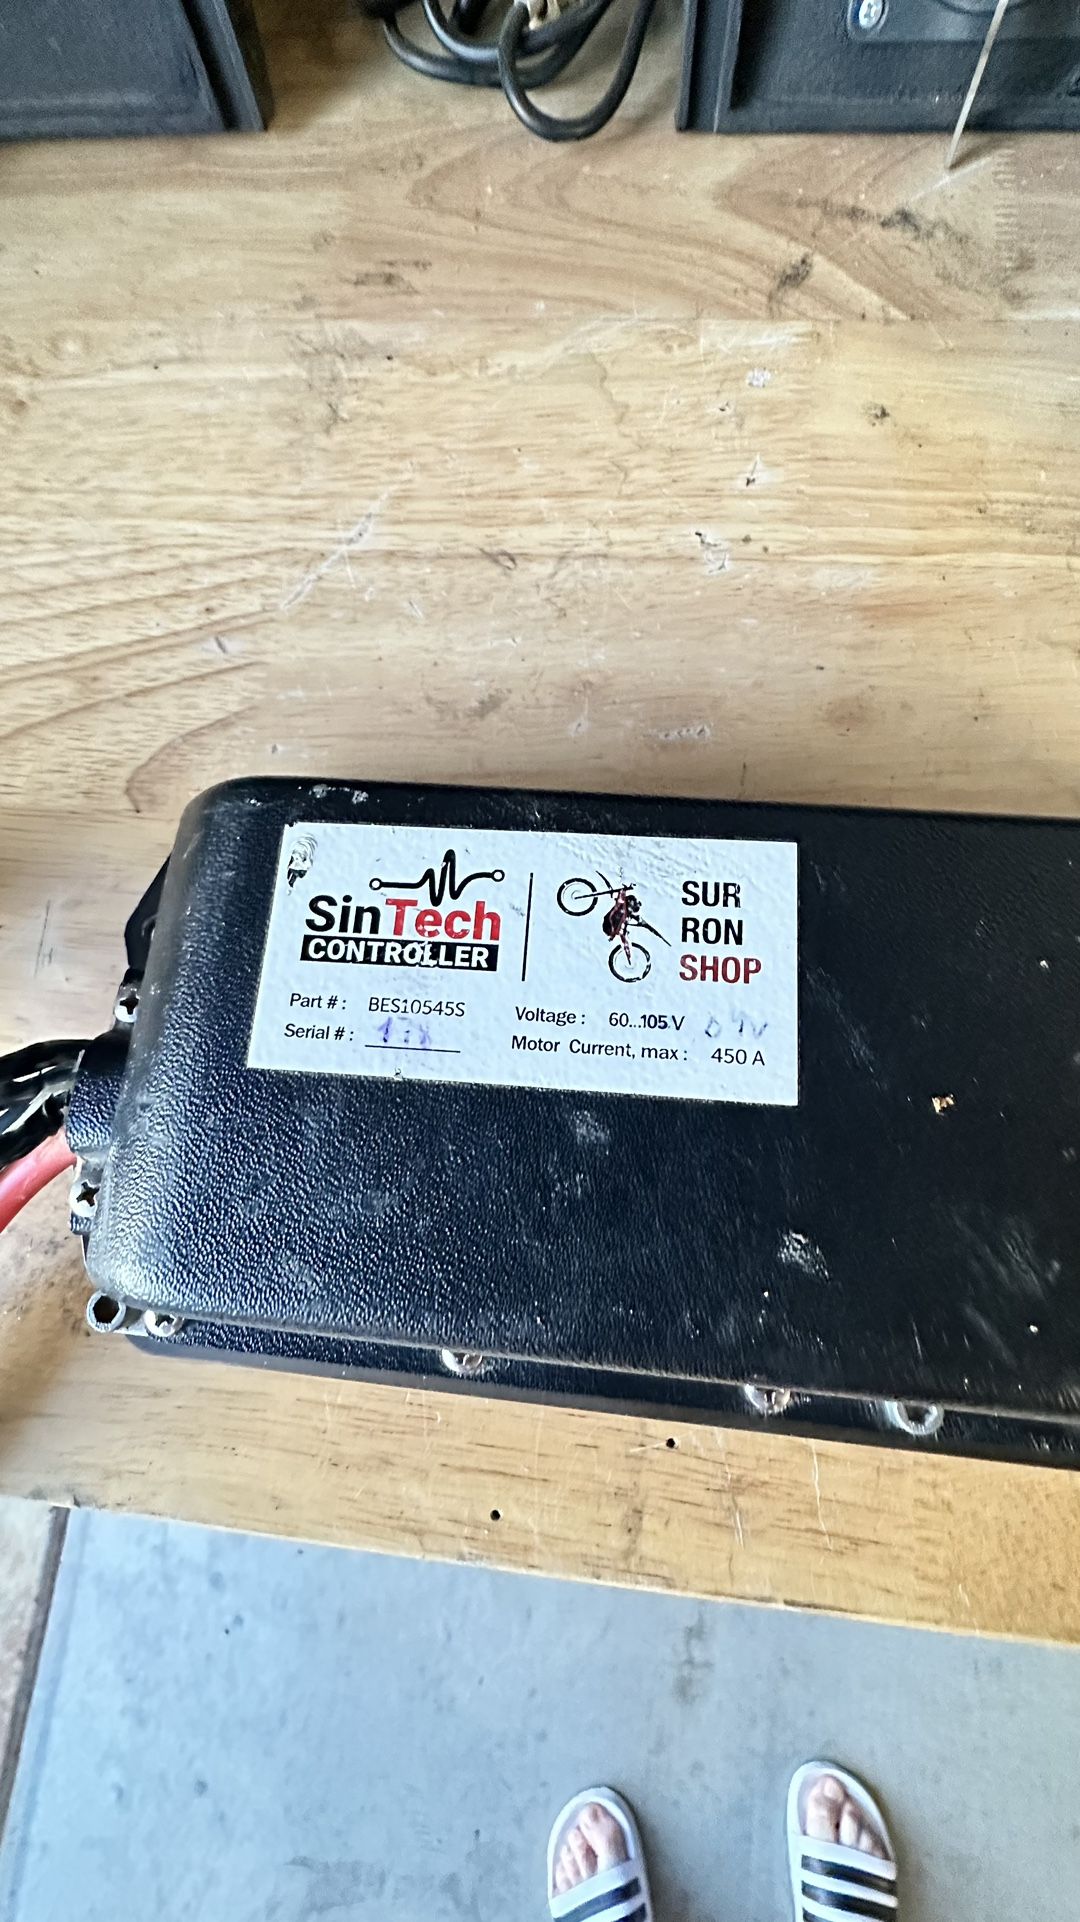 SinTech
CONTROLLER
SUR
RON
SHOP
Part # : BES10545S
Serial # :
Voltage : 60...105 V
Motor Current, max : 450 A